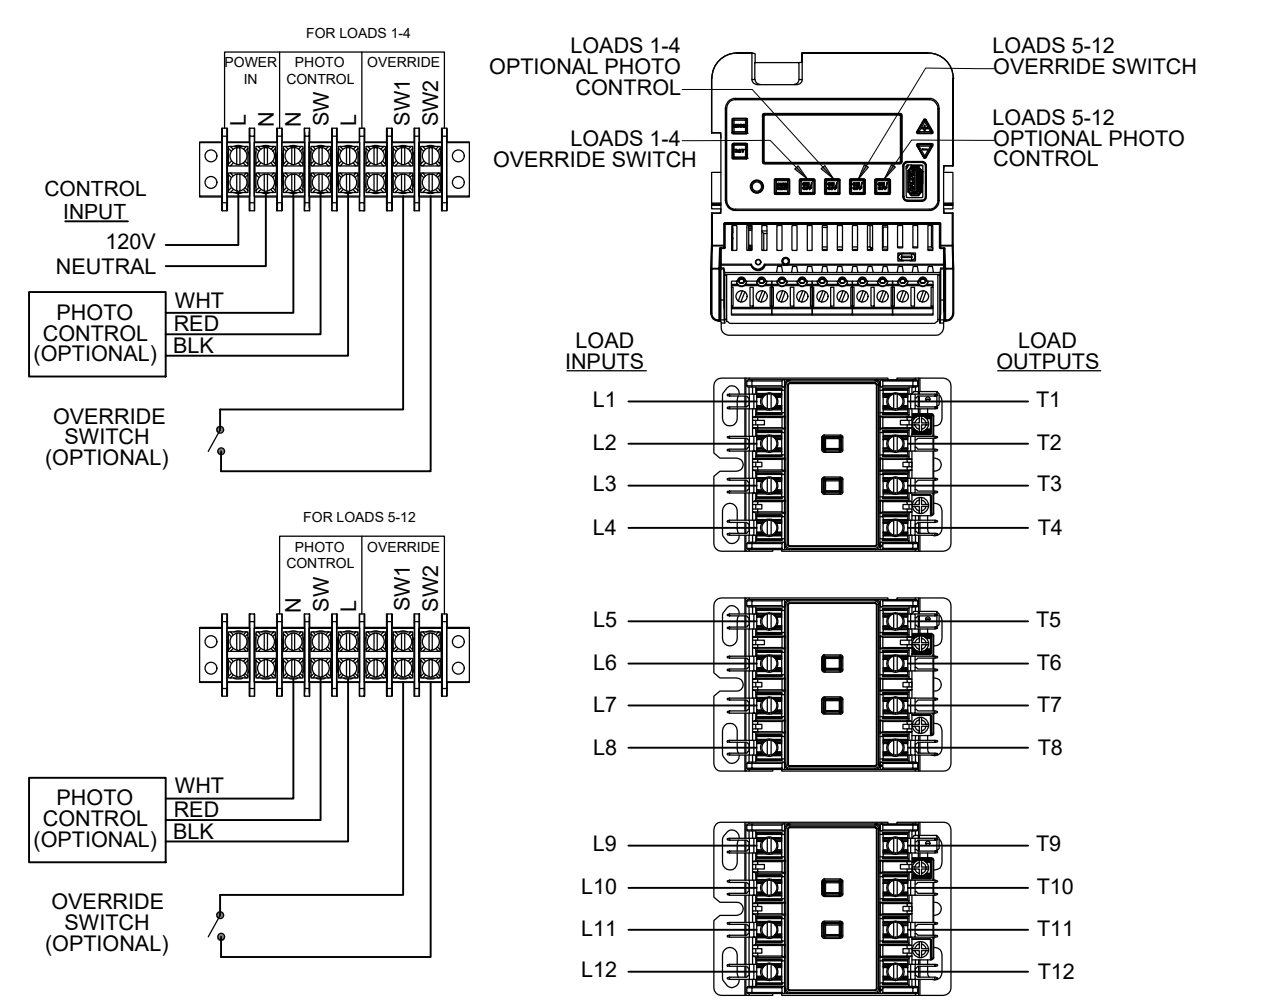 FOR LOADS 1-4
POWER IN
PHOTO CONTROL
OVERRIDE
L
N
N
SW
L
SW1
SW2
CONTROL
INPUT
120V
NEUTRAL
PHOTO
CONTROL
(OPTIONAL)
WHT
RED
BLK
OVERRIDE
SWITCH
(OPTIONAL)
FOR LOADS 5-12
PHOTO CONTROL
OVERRIDE
N
SW
L
SW1
SW2
PHOTO
CONTROL
(OPTIONAL)
WHT
RED
BLK
OVERRIDE
SWITCH
(OPTIONAL)
LOADS 1-4
OPTIONAL PHOTO
CONTROL
LOADS 1-4
OVERRIDE SWITCH
LOADS 5-12
OVERRIDE SWITCH
LOADS 5-12
OPTIONAL PHOTO
CONTROL
LOAD
INPUTS
LOAD
OUTPUTS
L1 T1
L2 T2
L3 T3
L4 T4
L5 T5
L6 T6
L7 T7
L8 T8
L9 T9
L10 T10
L11 T11
L12 T12